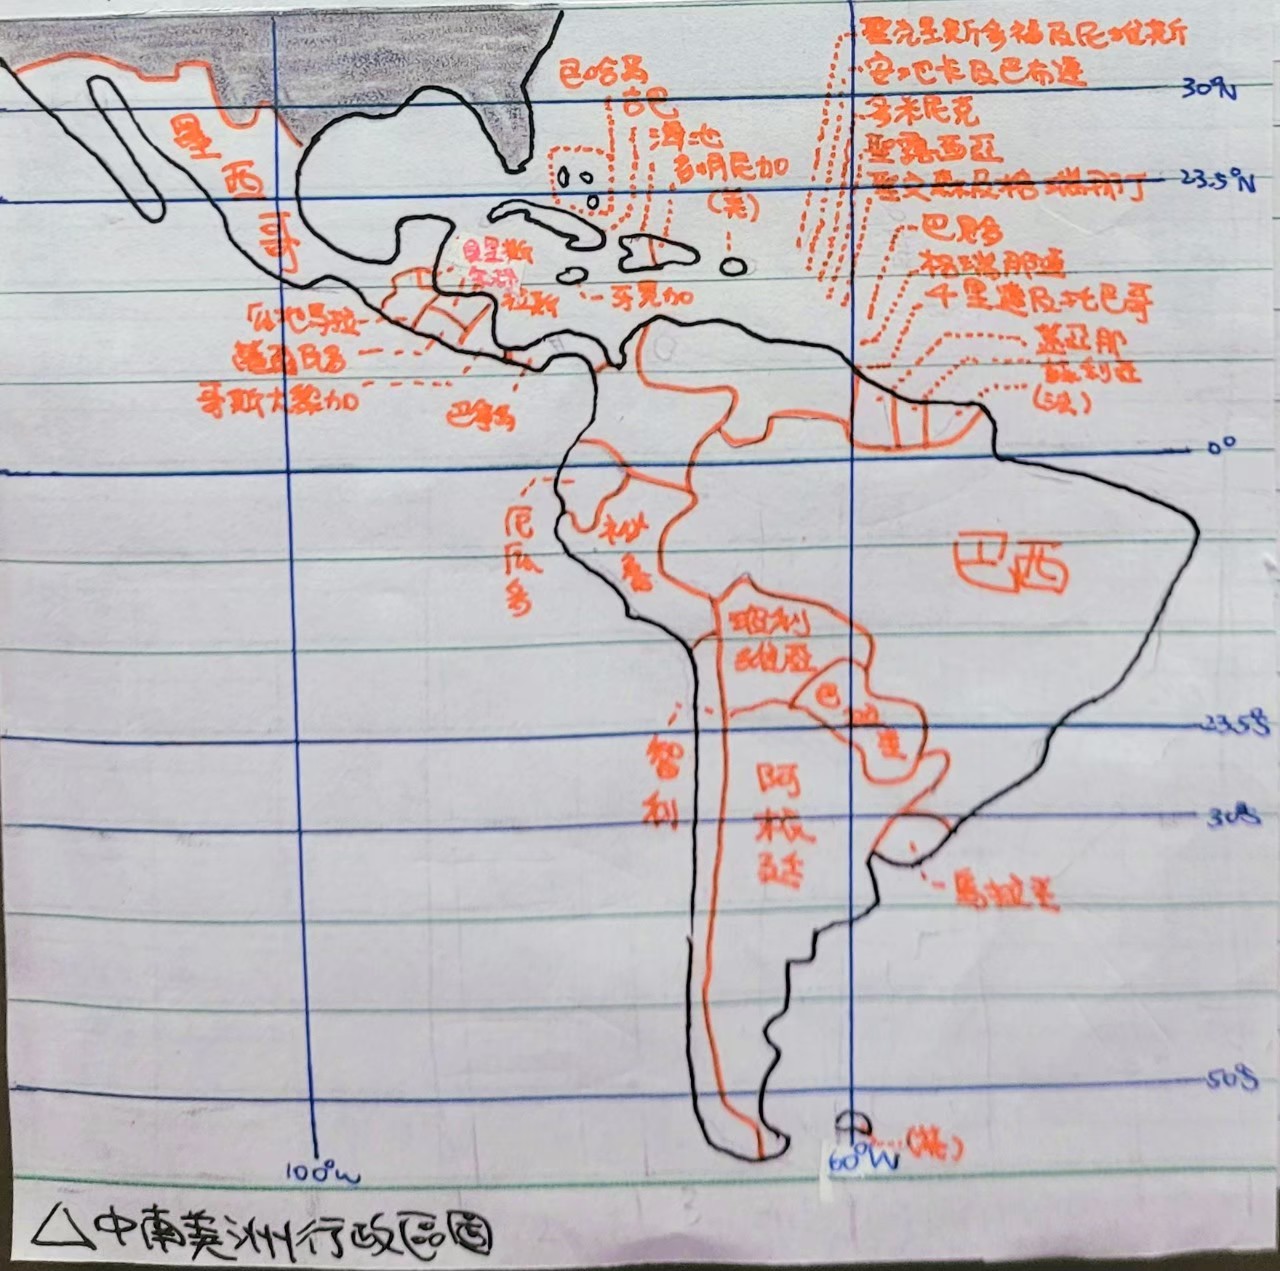 聖克里斯多福及尼維斯
安地卡及巴布達
多米尼克
聖露西亞
聖文森及格瑞那丁
巴貝多
格瑞那達
千里達及托巴哥
蓋亞那
蘇利南
(法)
巴哈馬
古巴
海地
多明尼加
(美)
30°N
23.5°N
墨西哥
貝里斯
宏都
拉斯
牙買加
瓜地馬拉
薩爾瓦多
哥斯大黎加
巴拿馬
0°
厄瓜多
秘魯
巴西
玻利
維亞
巴拉圭
23.5°S
智利
阿根廷
30°S
烏拉圭
50°S
(英)
100°W
60°W
△中南美洲行政區圖